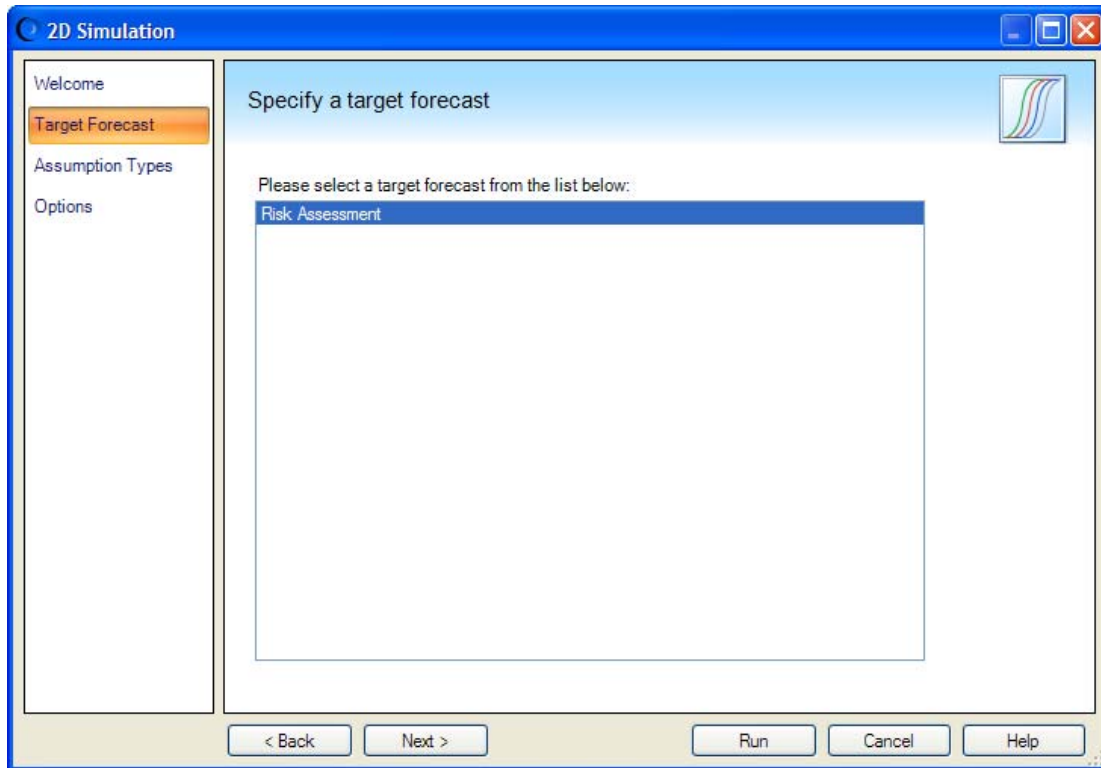 2D Simulation
Welcome
Target Forecast
Assumption Types
Options
Specify a target forecast
Please select a target forecast from the list below:
Risk Assessment
< Back
Next >
Run
Cancel
Help